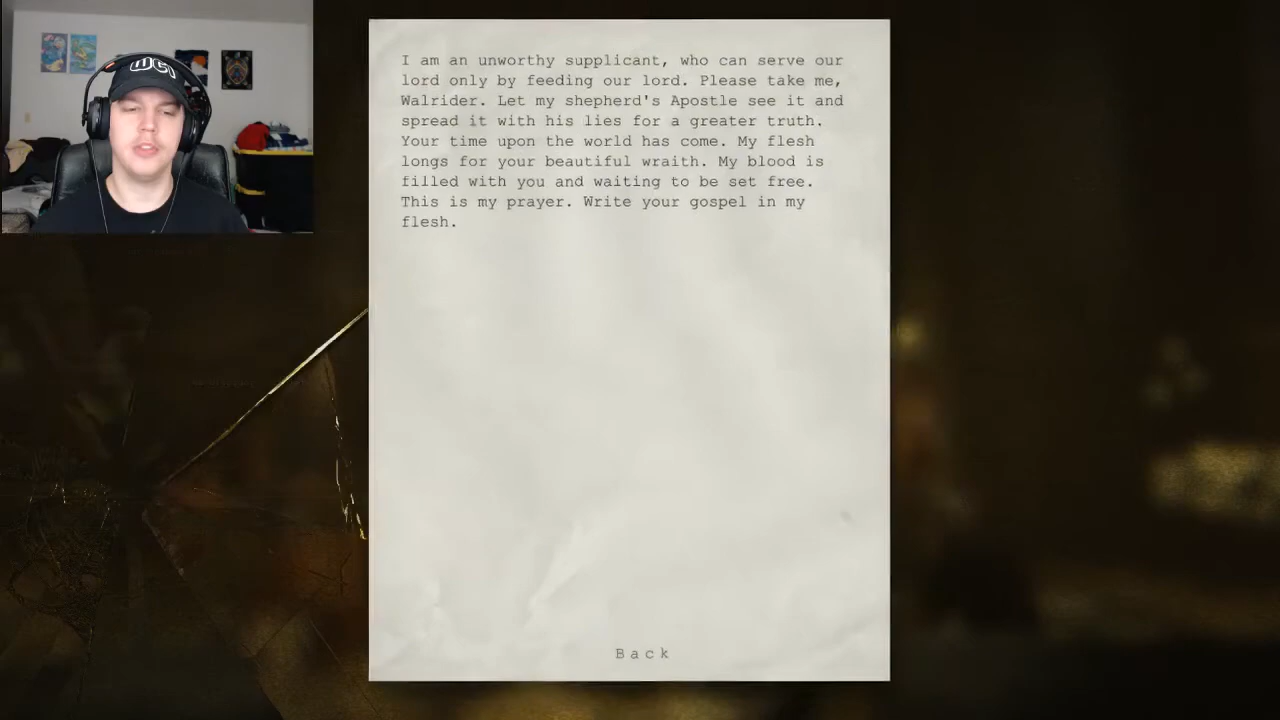 I am an unworthy supplicant, who can serve our
lord only by feeding our lord. Please take me,
Walrider. Let my shepherd's Apostle see it and
spread it with his lies for a greater truth.
Your time upon the world has come. My flesh
longs for your beautiful wraith. My blood is
filled with you and waiting to be set free.
This is my prayer. Write your gospel in my
flesh.
Back